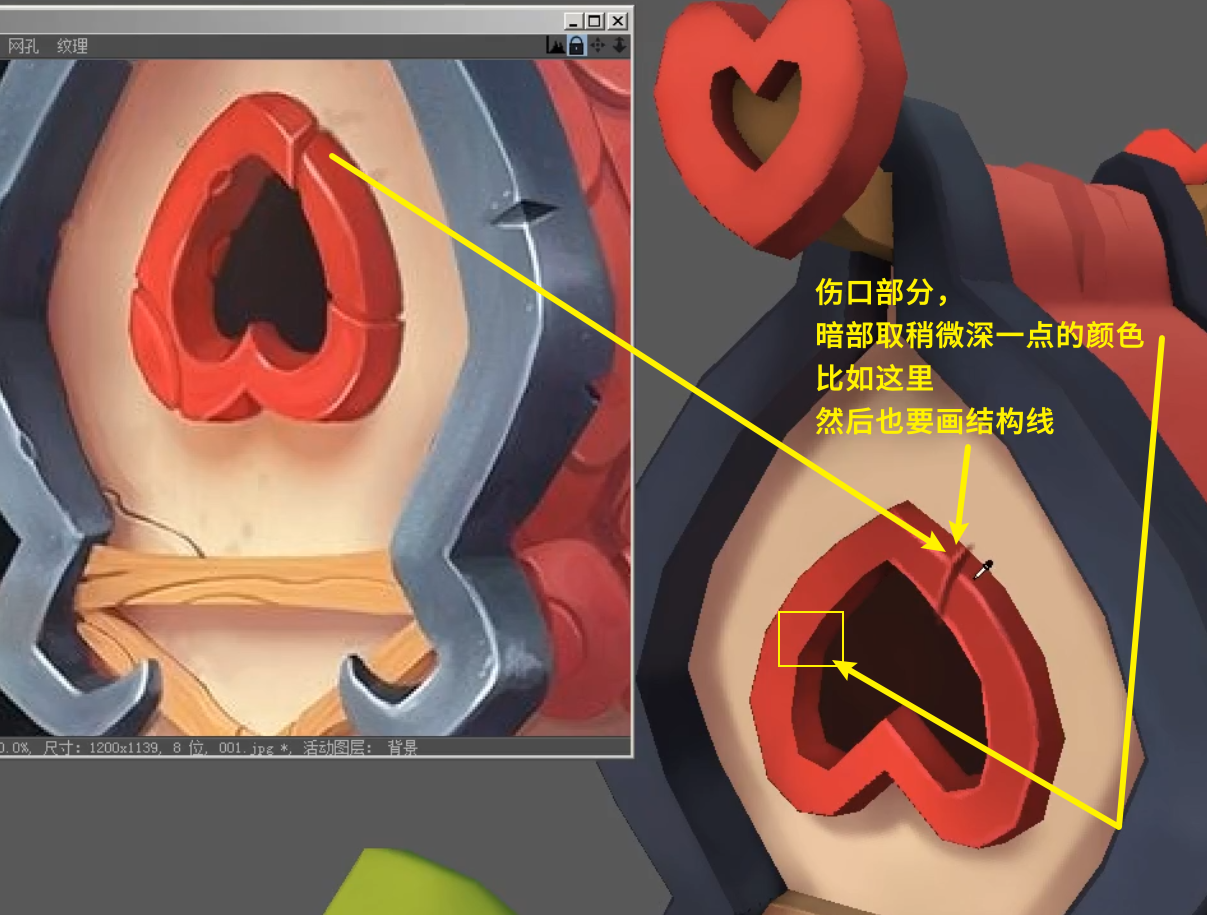 网孔 纹理
伤口部分，
暗部取稍微深一点的颜色
比如这里
然后也要画结构线
0.0%, 尺寸: 1200x1139, 8 位, 001.jpg *, 活动图层: 背景